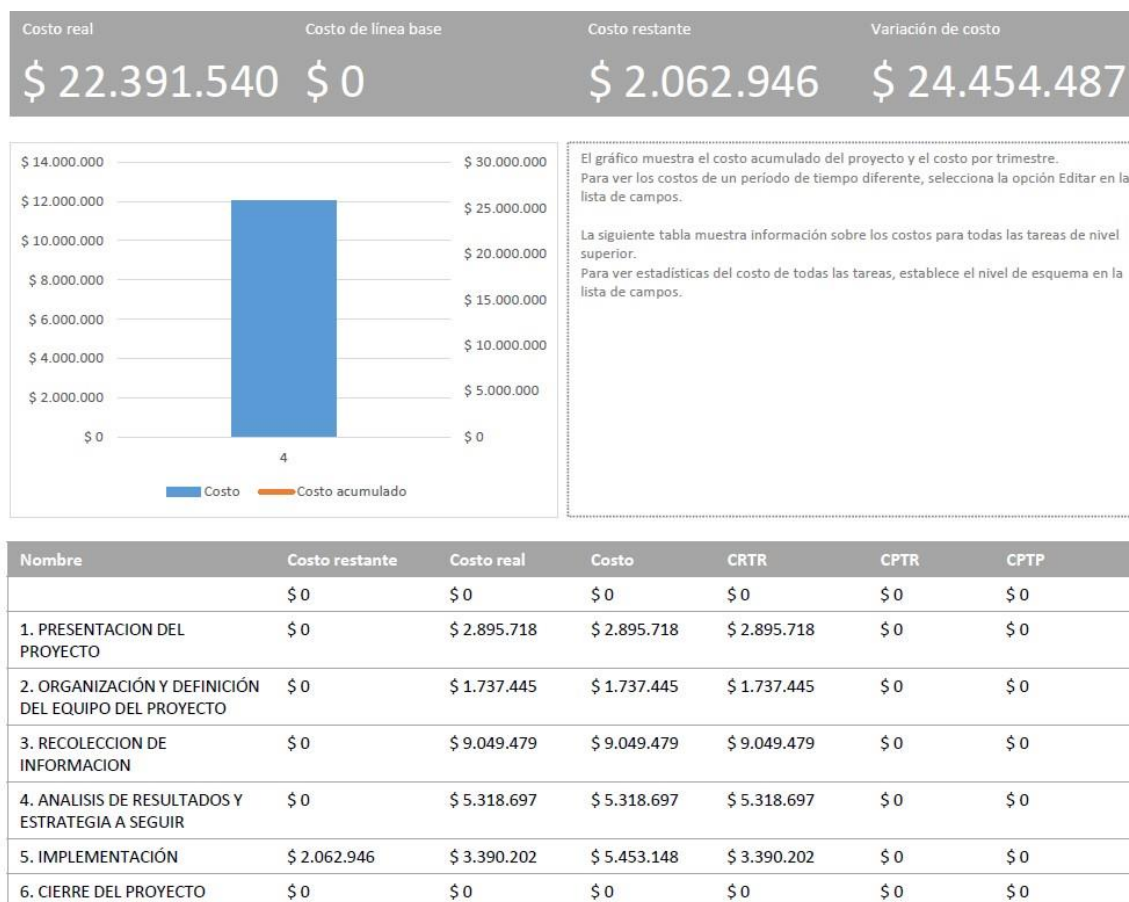 Costo real Costo de línea base Costo restante Variación de costo
$ 22.391.540 $ 0 $ 2.062.946 $ 24.454.487
$ 14.000.000
$ 12.000.000
$ 10.000.000
$ 8.000.000
$ 6.000.000
$ 4.000.000
$ 2.000.000
$ 0
$ 30.000.000
$ 25.000.000
$ 20.000.000
$ 15.000.000
$ 10.000.000
$ 5.000.000
$ 0
4
Costo Costo acumulado
El gráfico muestra el costo acumulado del proyecto y el costo por trimestre.
Para ver los costos de un período de tiempo diferente, selecciona la opción Editar en la
lista de campos.
La siguiente tabla muestra información sobre los costos para todas las tareas de nivel
superior.
Para ver estadísticas del costo de todas las tareas, establece el nivel de esquema en la
lista de campos.
Nombre Costo restante Costo real Costo CRTR CPTR CPTP
$ 0 $ 0 $ 0 $ 0 $ 0 $ 0
1. PRESENTACION DEL $ 0 $ 2.895.718 $ 2.895.718 $ 2.895.718 $ 0 $ 0
PROYECTO
2. ORGANIZACIÓN Y DEFINICIÓN $ 0 $ 1.737.445 $ 1.737.445 $ 1.737.445 $ 0 $ 0
DEL EQUIPO DEL PROYECTO
3. RECOLECCION DE $ 0 $ 9.049.479 $ 9.049.479 $ 9.049.479 $ 0 $ 0
INFORMACION
4. ANALISIS DE RESULTADOS Y $ 0 $ 5.318.697 $ 5.318.697 $ 5.318.697 $ 0 $ 0
ESTRATEGIA A SEGUIR
5. IMPLEMENTACIÓN $ 2.062.946 $ 3.390.202 $ 5.453.148 $ 3.390.202 $ 0 $ 0
6. CIERRE DEL PROYECTO $ 0 $ 0 $ 0 $ 0 $ 0 $ 0